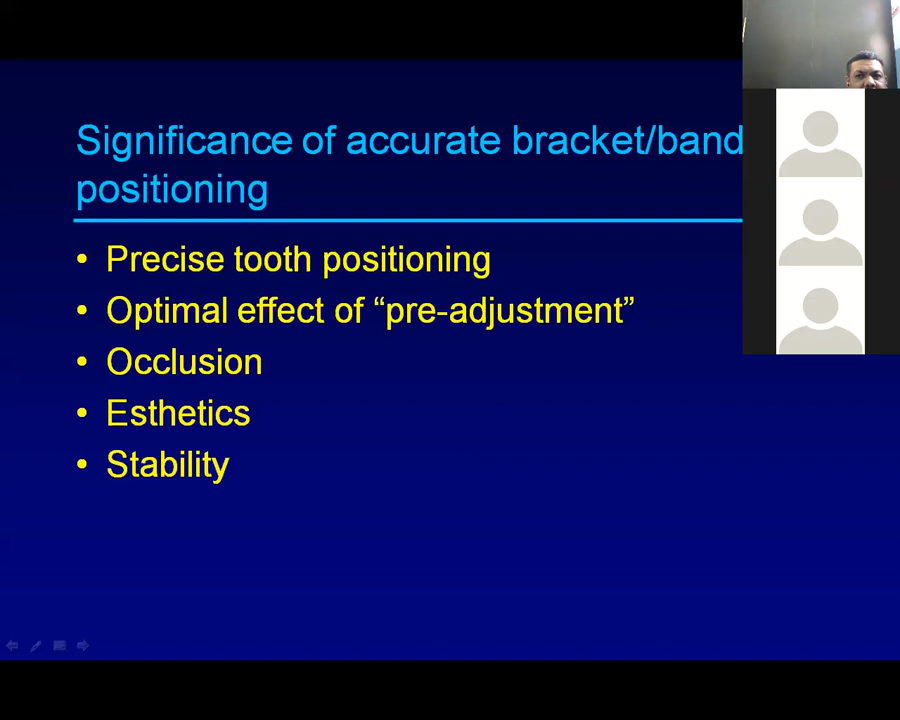 Significance of accurate bracket/band
positioning
• Precise tooth positioning
• Optimal effect of “pre-adjustment”
• Occlusion
• Esthetics
• Stability